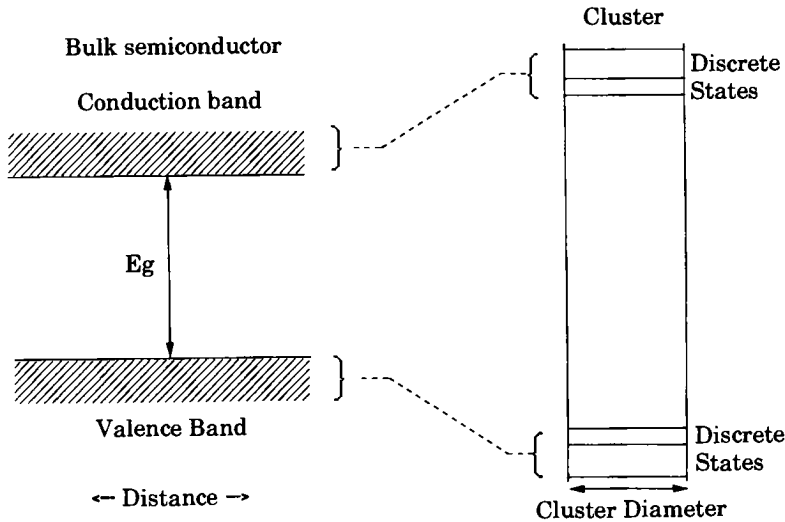 Bulk semiconductor
Conduction band
Eg
Valence Band
<-- Distance -->
Cluster
Discrete
States
Discrete
States
Cluster Diameter